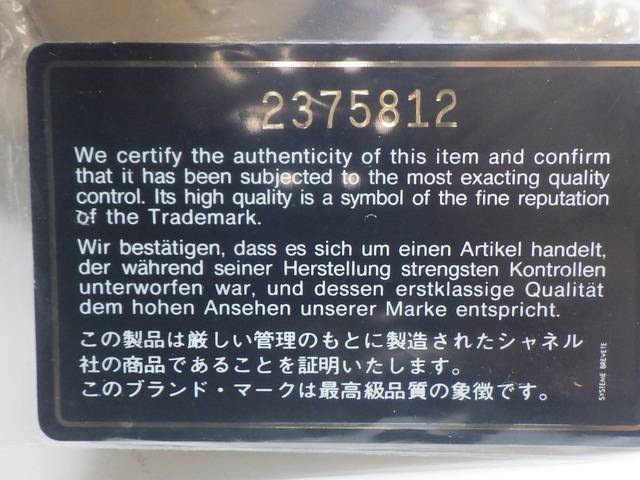 2375812
We certify the authenticity of this item and confirm
that it has been subjected to the most exacting quality
control. Its high quality is a symbol of the fine reputation
of the Trademark.
Wir bestätigen, dass es sich um einen Artikel handelt,
der während seiner Herstellung strengsten Kontrollen
unterworfen war, und dessen erstklassige Qualität
dem hohen Ansehen unserer Marke entspricht.
この製品は厳しい管理のもとに製造されたシャネル
社の商品であることを証明いたします。
このブランド・マークは最高級品質の象徴です。
SYSTEME BREVETE